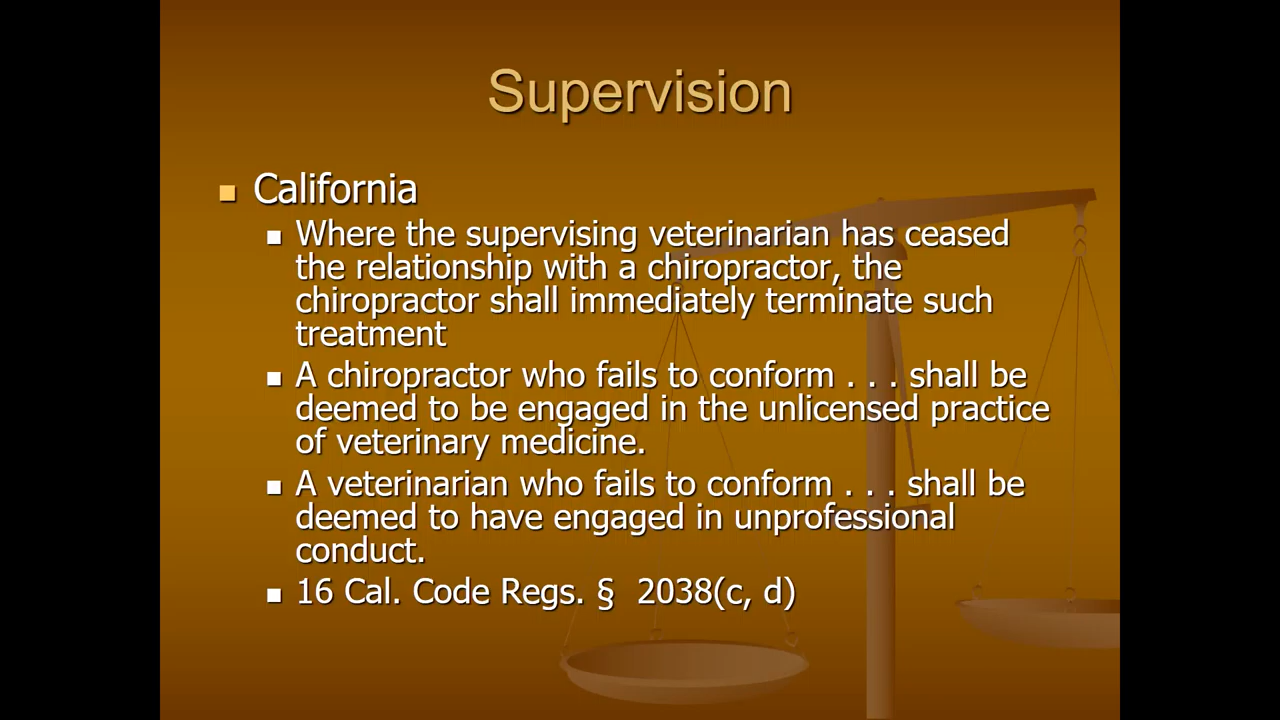 Supervision
California
Where the supervising veterinarian has ceased
the relationship with a chiropractor, the
chiropractor shall immediately terminate such
treatment
A chiropractor who fails to conform . . . shall be
deemed to be engaged in the unlicensed practice
of veterinary medicine.
A veterinarian who fails to conform . . . shall be
deemed to have engaged in unprofessional
conduct.
16 Cal. Code Regs. § 2038(c, d)